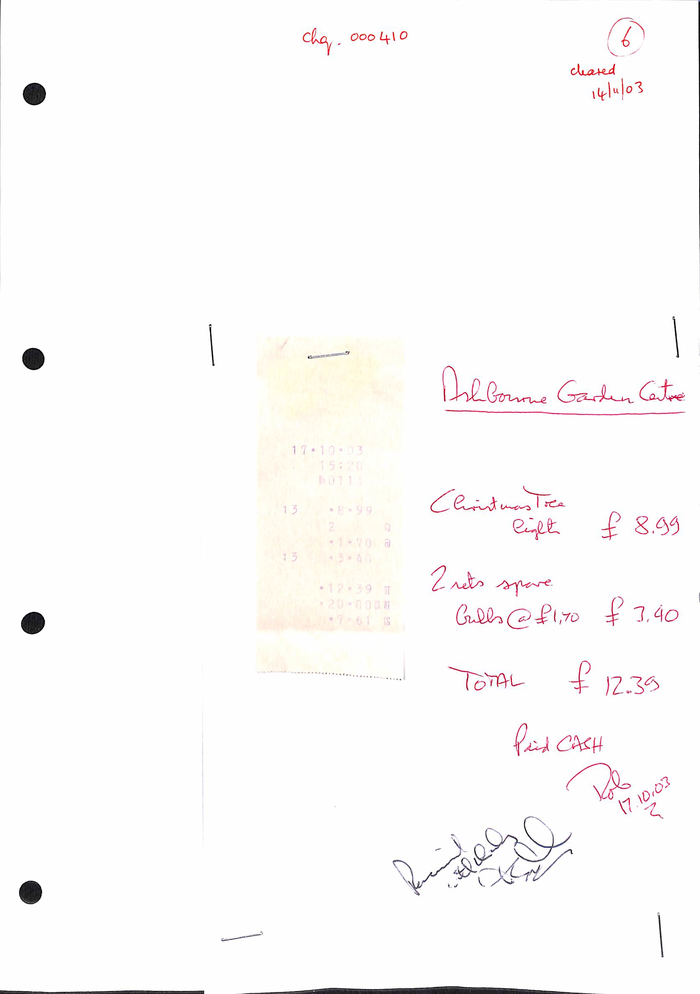 Chq. 000410
6
cleared
14/11/03
Ashbourne Garden Centre
17·10·03
15:20
13 ·8·99
2 @
·1·70 @
13 ·3·40
·12·39
·20·00
·7·61
Christmas Tree
lights £ 8.99
2 sets spare
bulbs @ £1.70 £ 3.40
TOTAL £ 12.39
Paid CASH
Rob
17.10.03